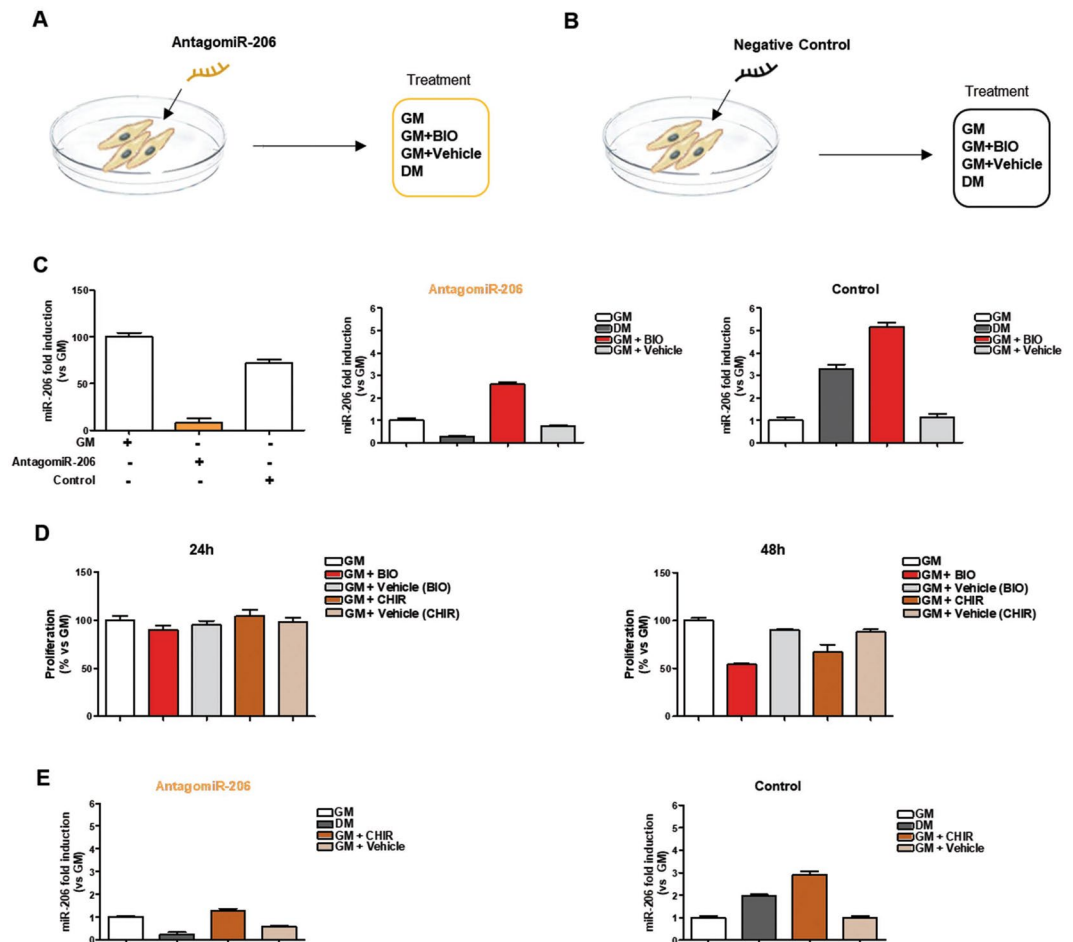 A
AntagomiR-206
Treatment
GM
GM+BIO
GM+Vehicle
DM
B
Negative Control
Treatment
GM
GM+BIO
GM+Vehicle
DM
C
miR-206 fold induction
(vs GM)
150
100
50
0
GM + - -
AntagomiR-206 - + -
Control - - +
AntagomiR-206
miR-206 fold induction
(vs GM)
6
5
4
3
2
1
0
GM
DM
GM + BIO
GM + Vehicle
Control
miR-206 fold induction
(vs GM)
6
5
4
3
2
1
0
GM
DM
GM + BIO
GM + Vehicle
D
24h
Proliferation
(% vs GM)
150
100
50
0
GM
GM + BIO
GM + Vehicle (BIO)
GM + CHIR
GM + Vehicle (CHIR)
48h
Proliferation
(% vs GM)
150
100
50
0
GM
GM + BIO
GM + Vehicle (BIO)
GM + CHIR
GM + Vehicle (CHIR)
E
AntagomiR-206
miR-206 fold induction
(vs GM)
6
5
4
3
2
1
0
GM
DM
GM + CHIR
GM + Vehicle
Control
miR-206 fold induction
(vs GM)
6
5
4
3
2
1
0
GM
DM
GM + CHIR
GM + Vehicle